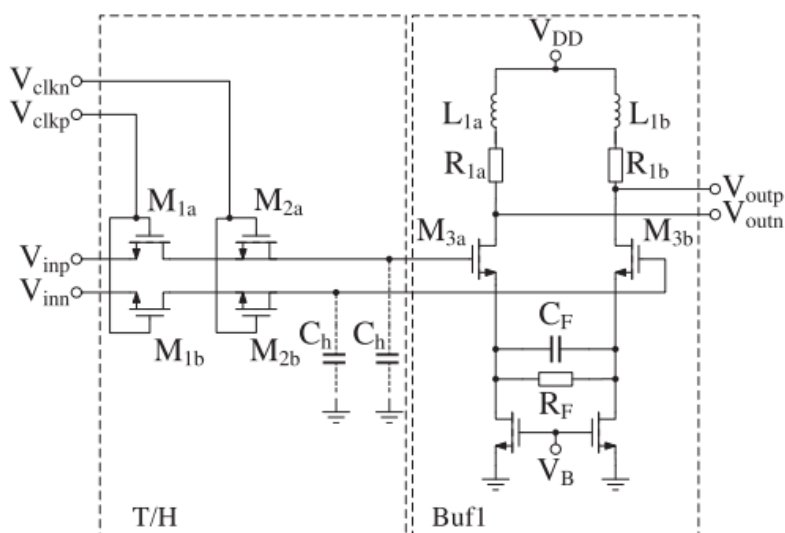 V_DD
V_clkn
V_clkp
L_1a
L_1b
R_1a
R_1b
V_outp
V_outn
M_1a
M_2a
M_3a
M_3b
V_inp
V_inn
M_1b
M_2b
C_h
C_h
C_F
R_F
V_B
T/H
Buf1